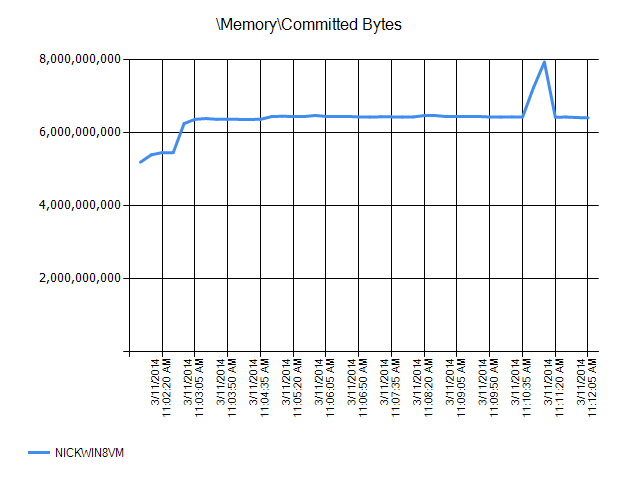 \Memory\Committed Bytes
8,000,000,000
6,000,000,000
4,000,000,000
2,000,000,000
3/11/2014
11:02:20 AM
3/11/2014
11:03:05 AM
3/11/2014
11:03:50 AM
3/11/2014
11:04:35 AM
3/11/2014
11:05:20 AM
3/11/2014
11:06:05 AM
3/11/2014
11:06:50 AM
3/11/2014
11:07:35 AM
3/11/2014
11:08:20 AM
3/11/2014
11:09:05 AM
3/11/2014
11:09:50 AM
3/11/2014
11:10:35 AM
3/11/2014
11:11:20 AM
3/11/2014
11:12:05 AM
NICKWIN8VM